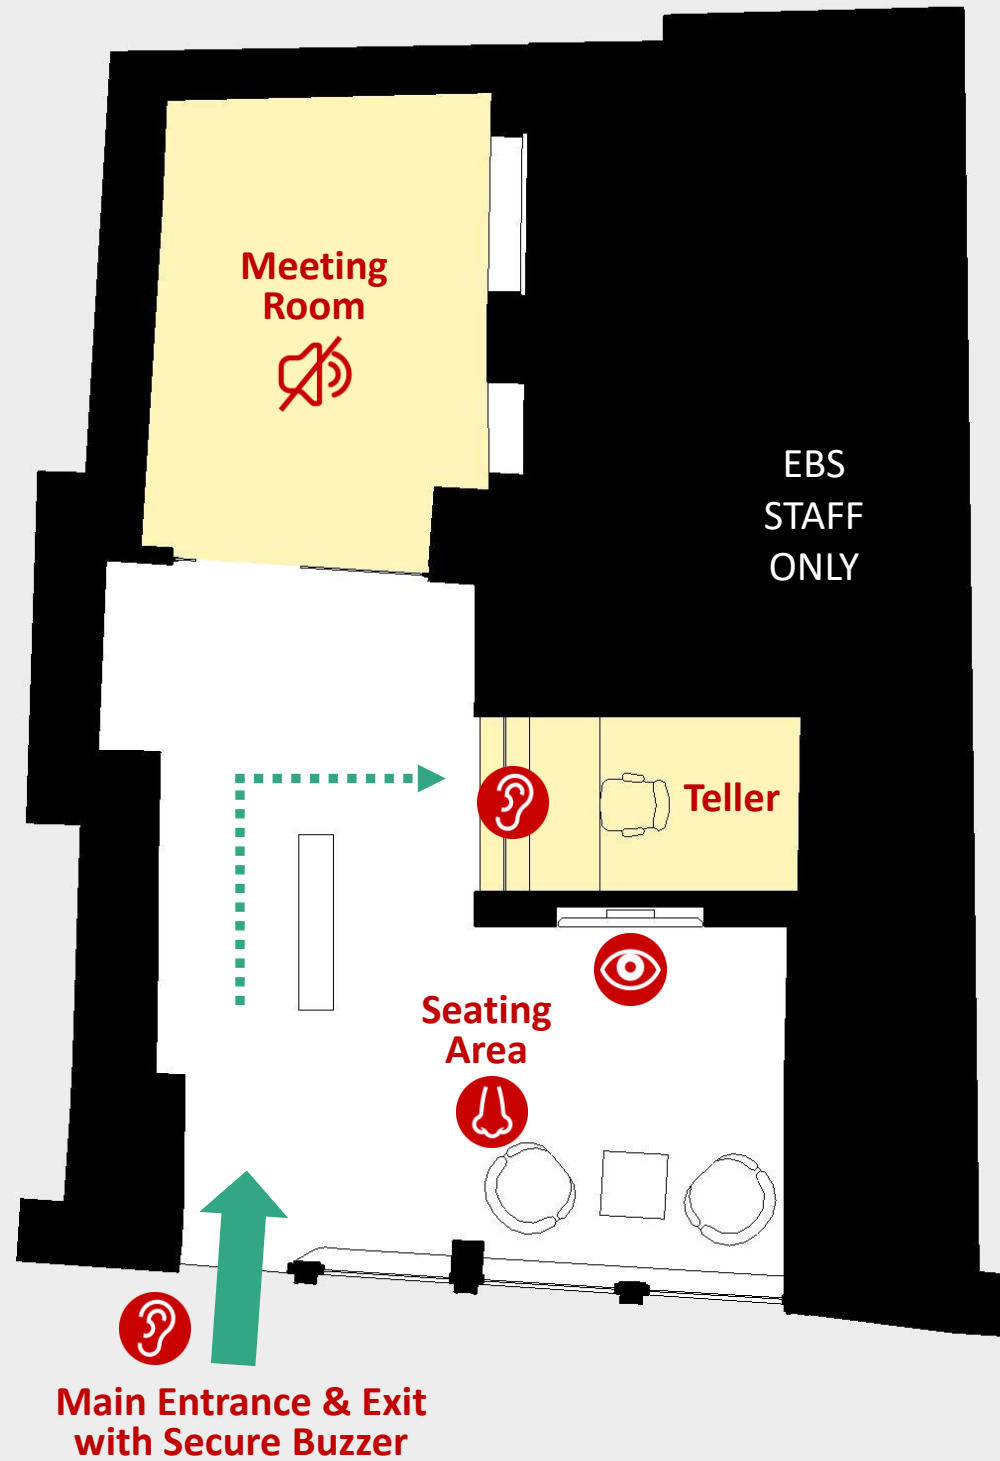 Meeting
Room
EBS
STAFF
ONLY
Teller
Seating
Area
Main Entrance & Exit
with Secure Buzzer